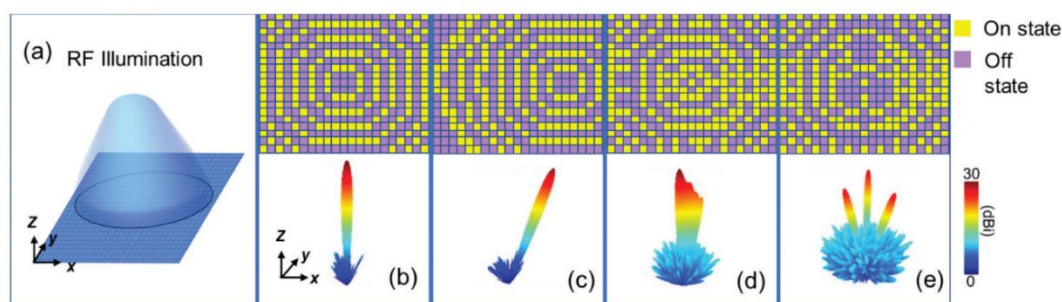 (a)
RF Illumination
z
y
x
On state
Off
state
z
y
x
(b)
(c)
(d)
(e)
30
(dBi)
0